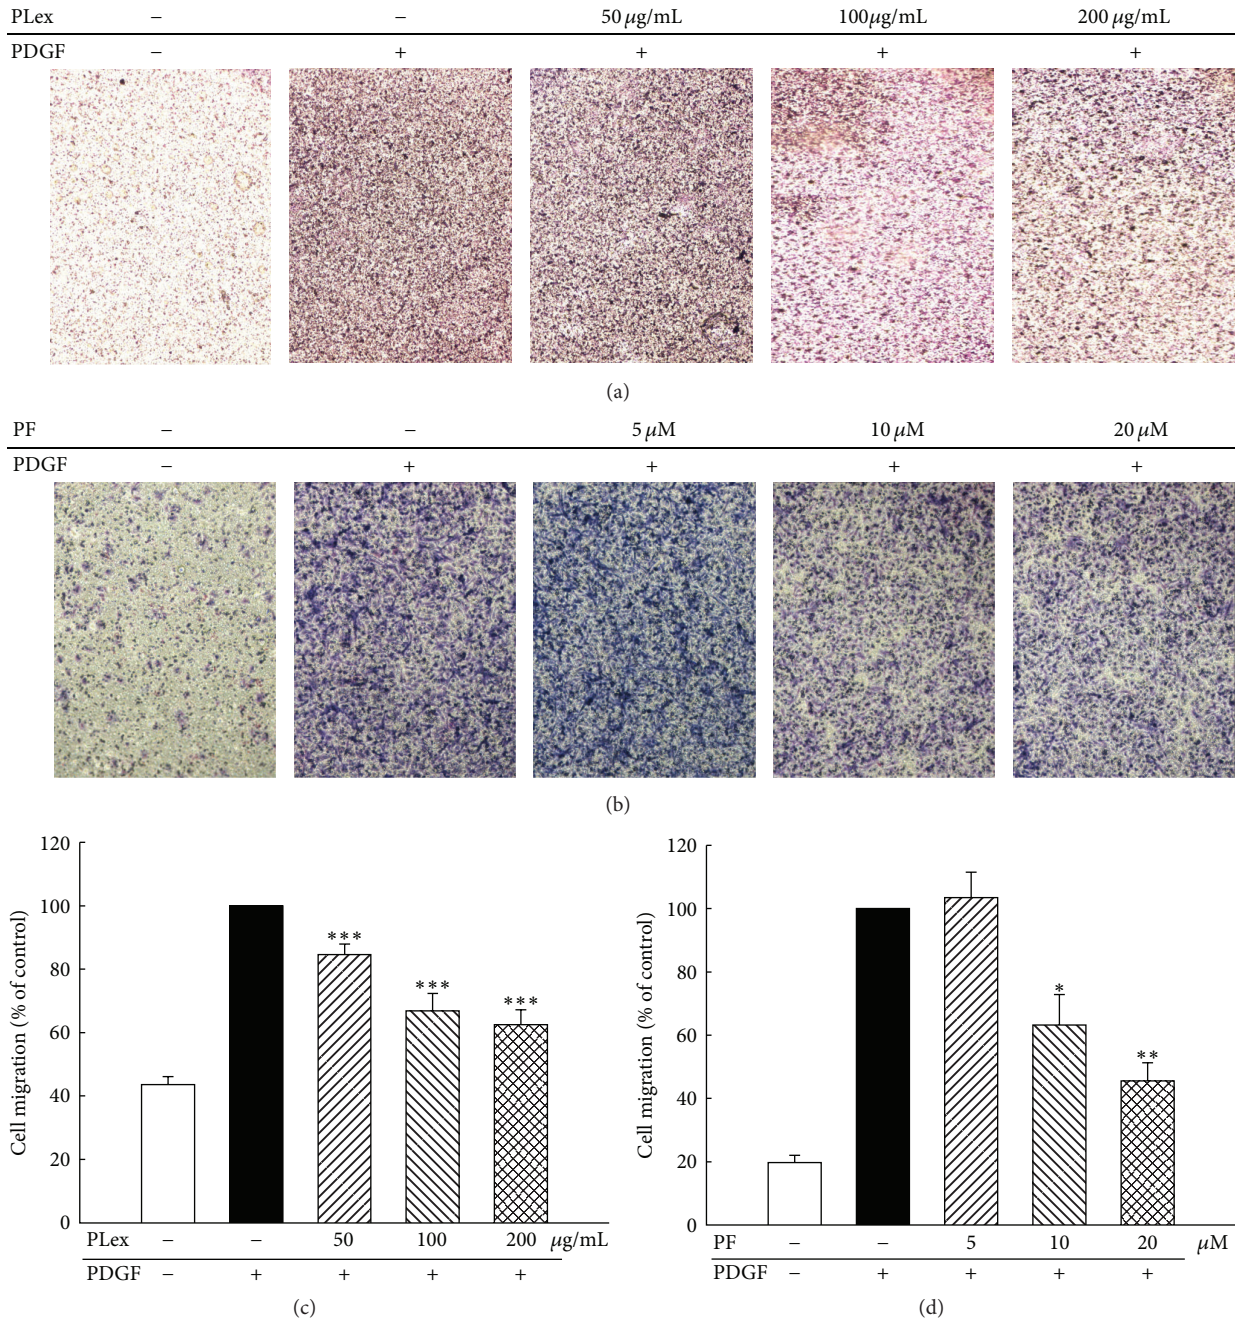 PLex – – 50 μg/mL 100μg/mL 200 μg/mL
PDGF – + + + +
(a)
PF – – 5 μM 10 μM 20 μM
PDGF – + + + +
(b)
120
100
80
60
40
20
0
Cell migration (% of control)
*** *** ***
PLex – – 50 100 200 μg/mL
PDGF – + + + +
(c)
120
100
80
60
40
20
0
Cell migration (% of control)
* **
PF – – 5 10 20 μM
PDGF – + + + +
(d)